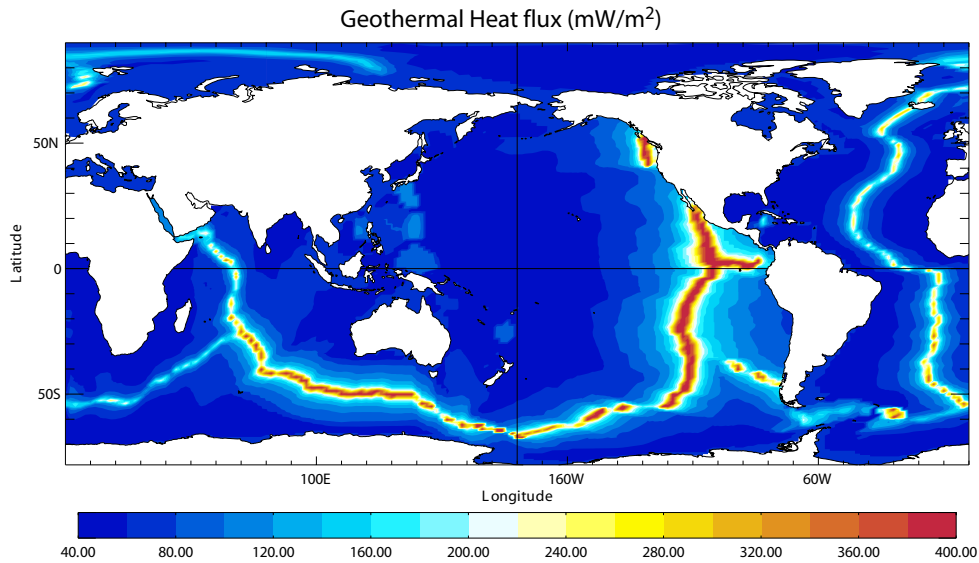 Geothermal Heat flux (mW/m²)
Latitude
50N
0
50S
100E 160W 60W
Longitude
40.00 80.00 120.00 160.00 200.00 240.00 280.00 320.00 360.00 400.00